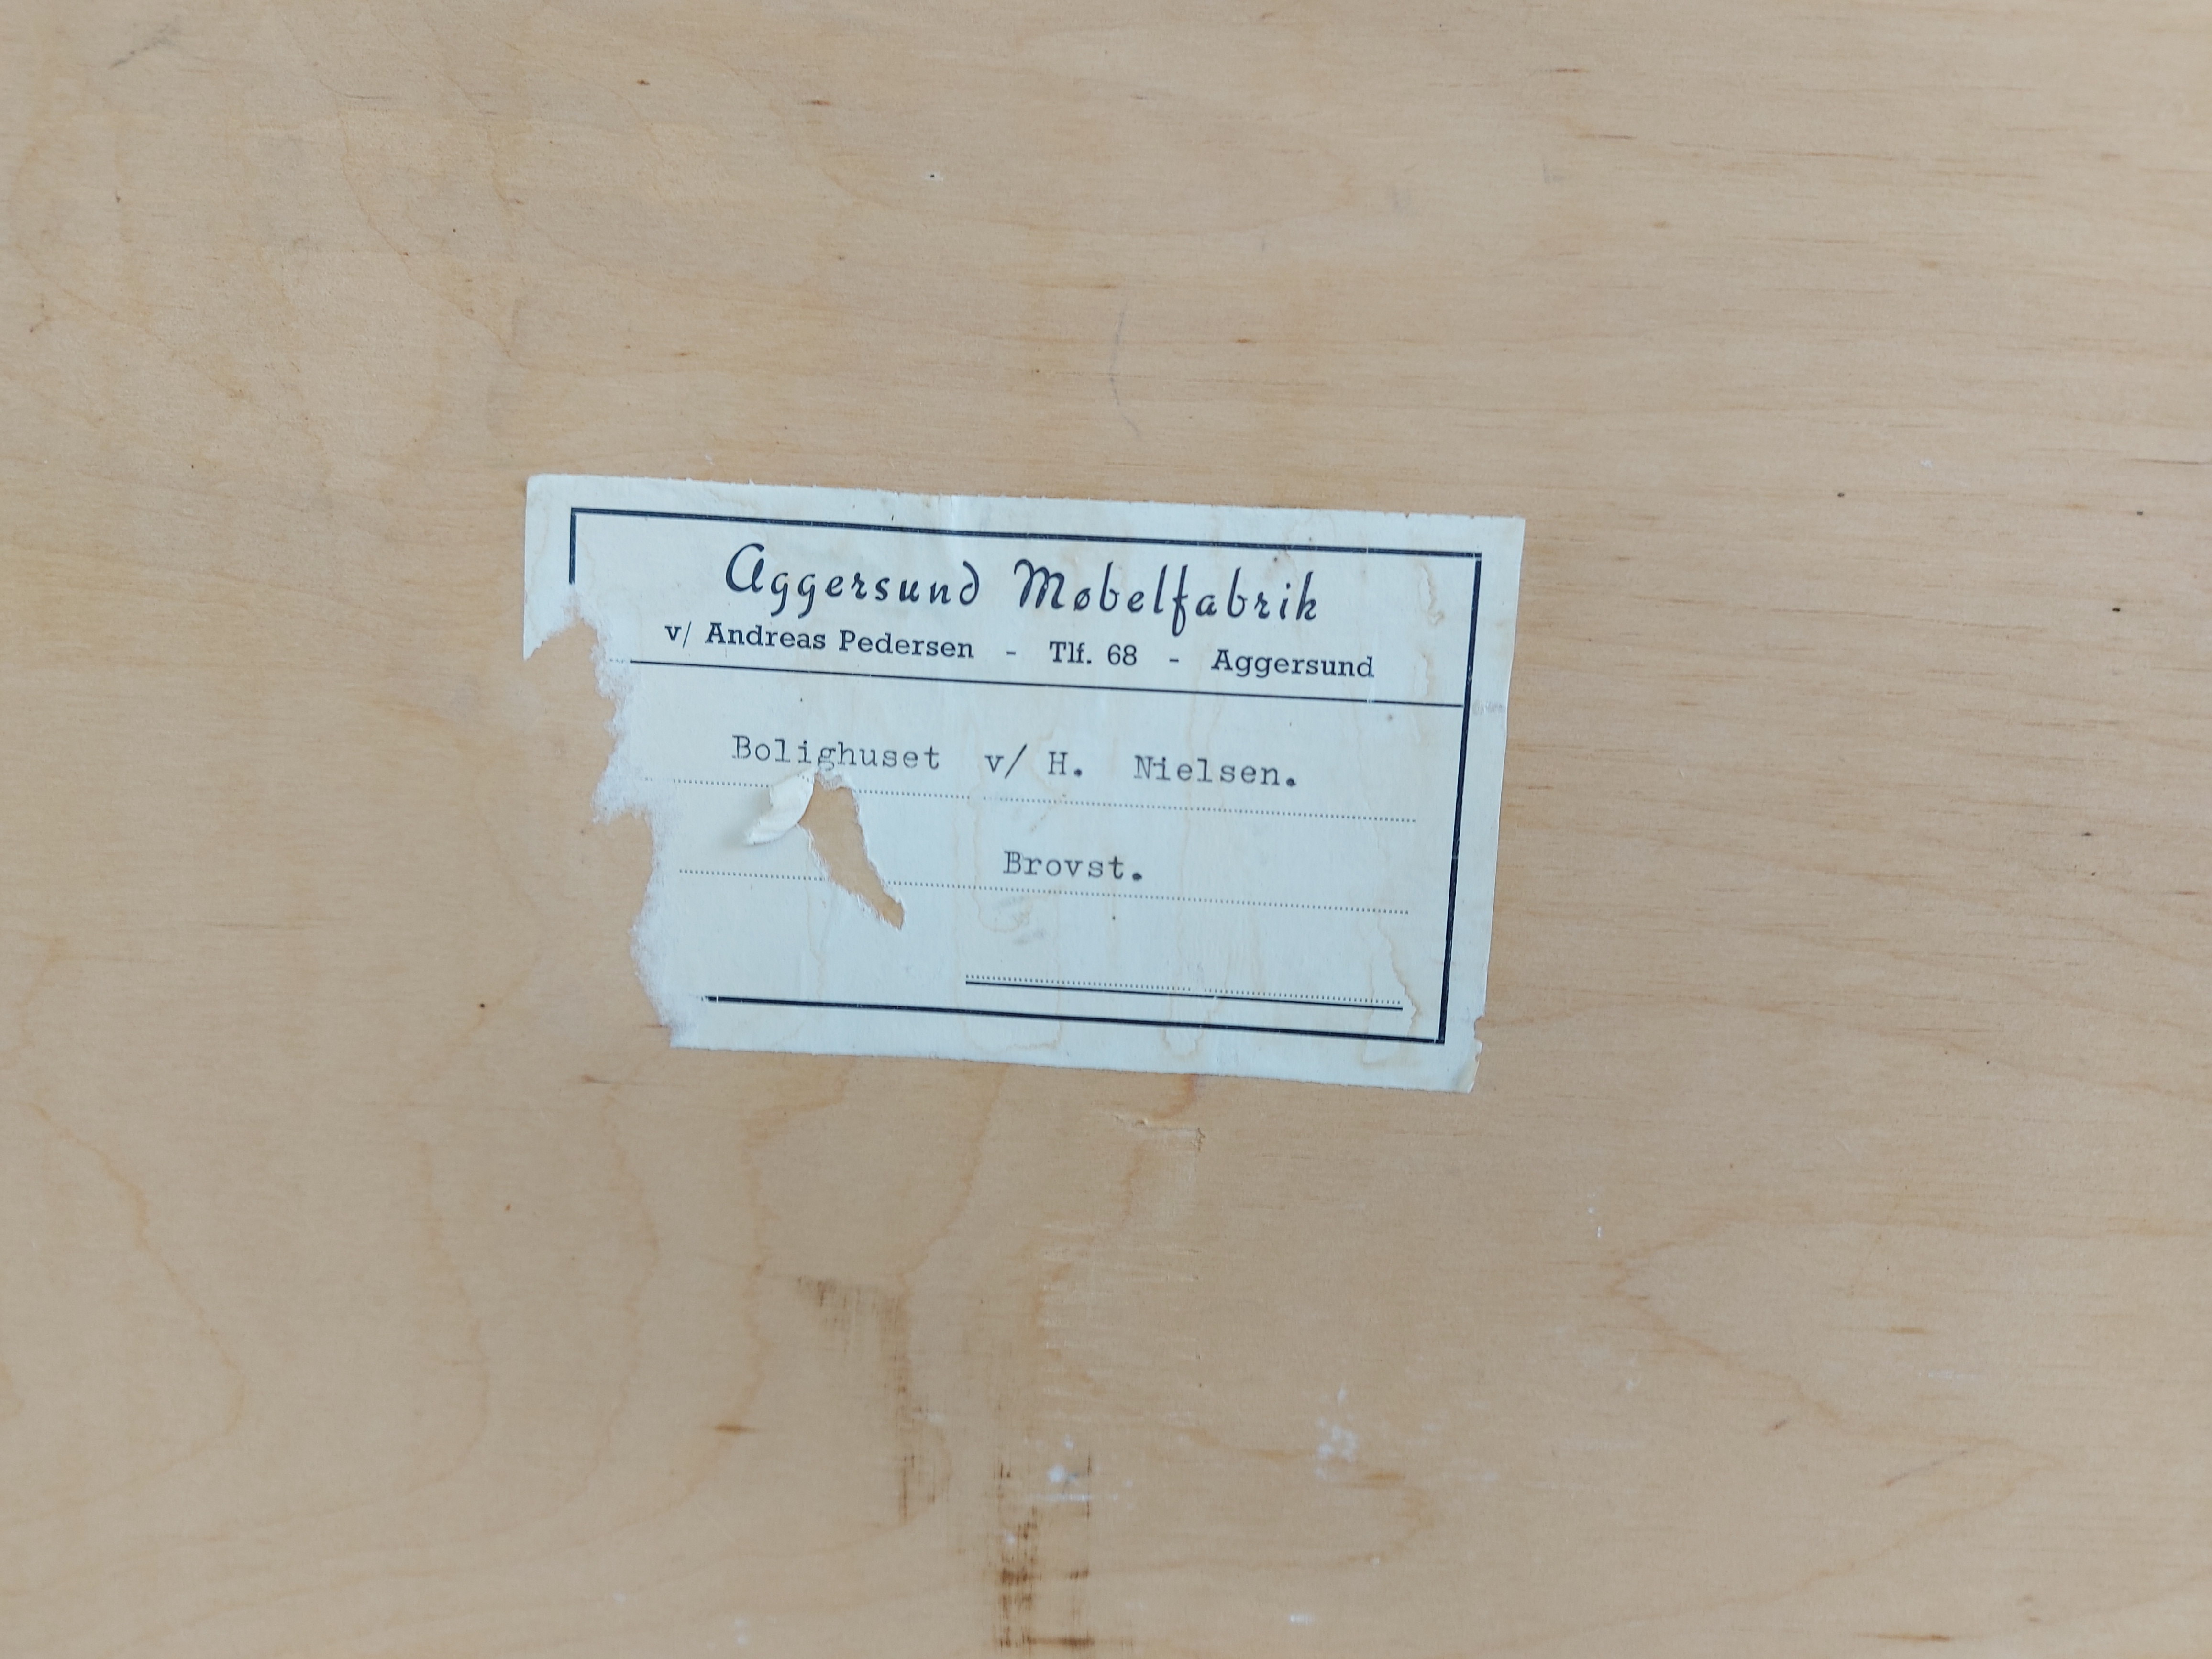 Aggersund Møbelfabrik
v/ Andreas Pedersen - Tlf. 68 - Aggersund
Bolighuset v/ H. Nielsen.
Brovst.